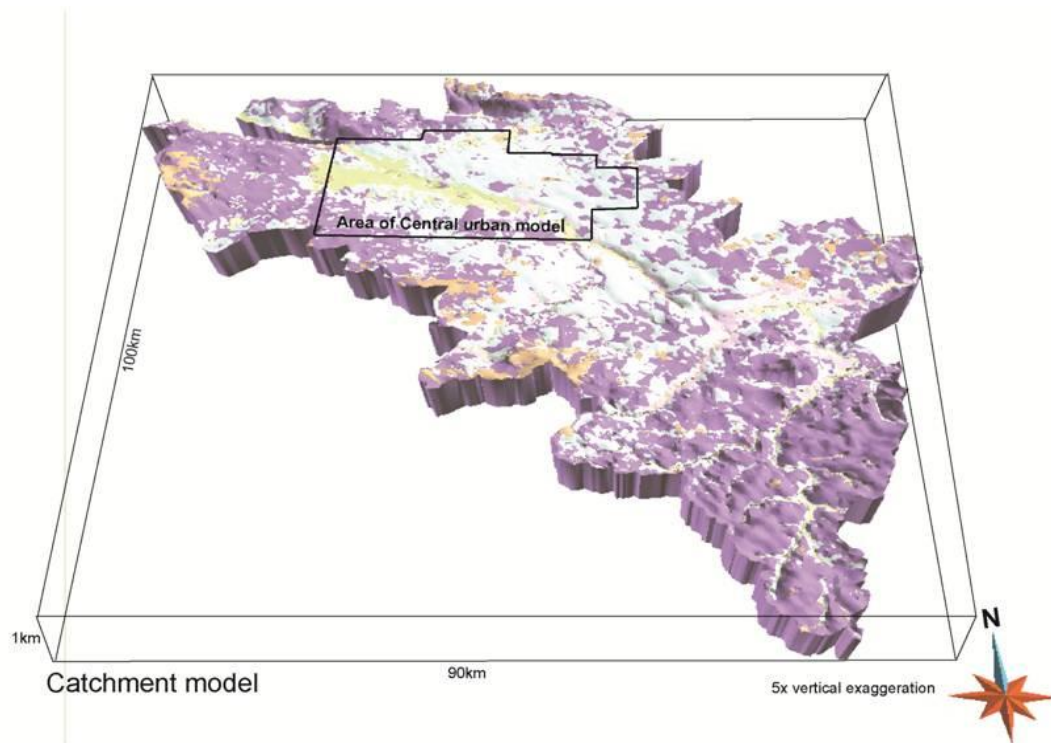 Area of Central urban model
100km
1km
90km
N
Catchment model
5x vertical exaggeration